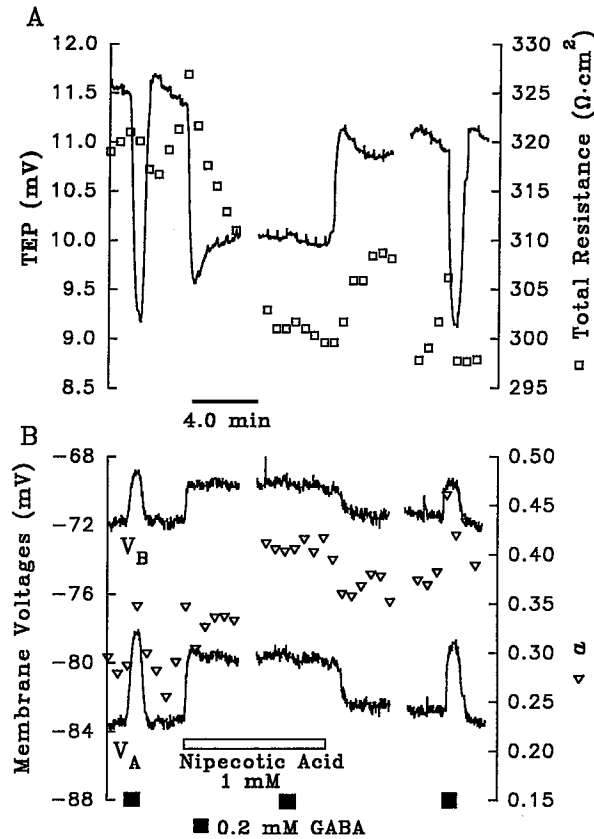 A
12.0
11.5
11.0
10.5
10.0
9.5
9.0
8.5
TEP (mV)
330
325
320
315
310
305
300
295
□ Total Resistance (Ω·cm²)
4.0 min
B
-68
-72
-76
-80
-84
-88
Membrane Voltages (mV)
0.50
0.45
0.40
0.35
0.30
0.25
0.20
0.15
▽ a
V_B
V_A
Nipecotic Acid
1 mM
■ 0.2 mM GABA